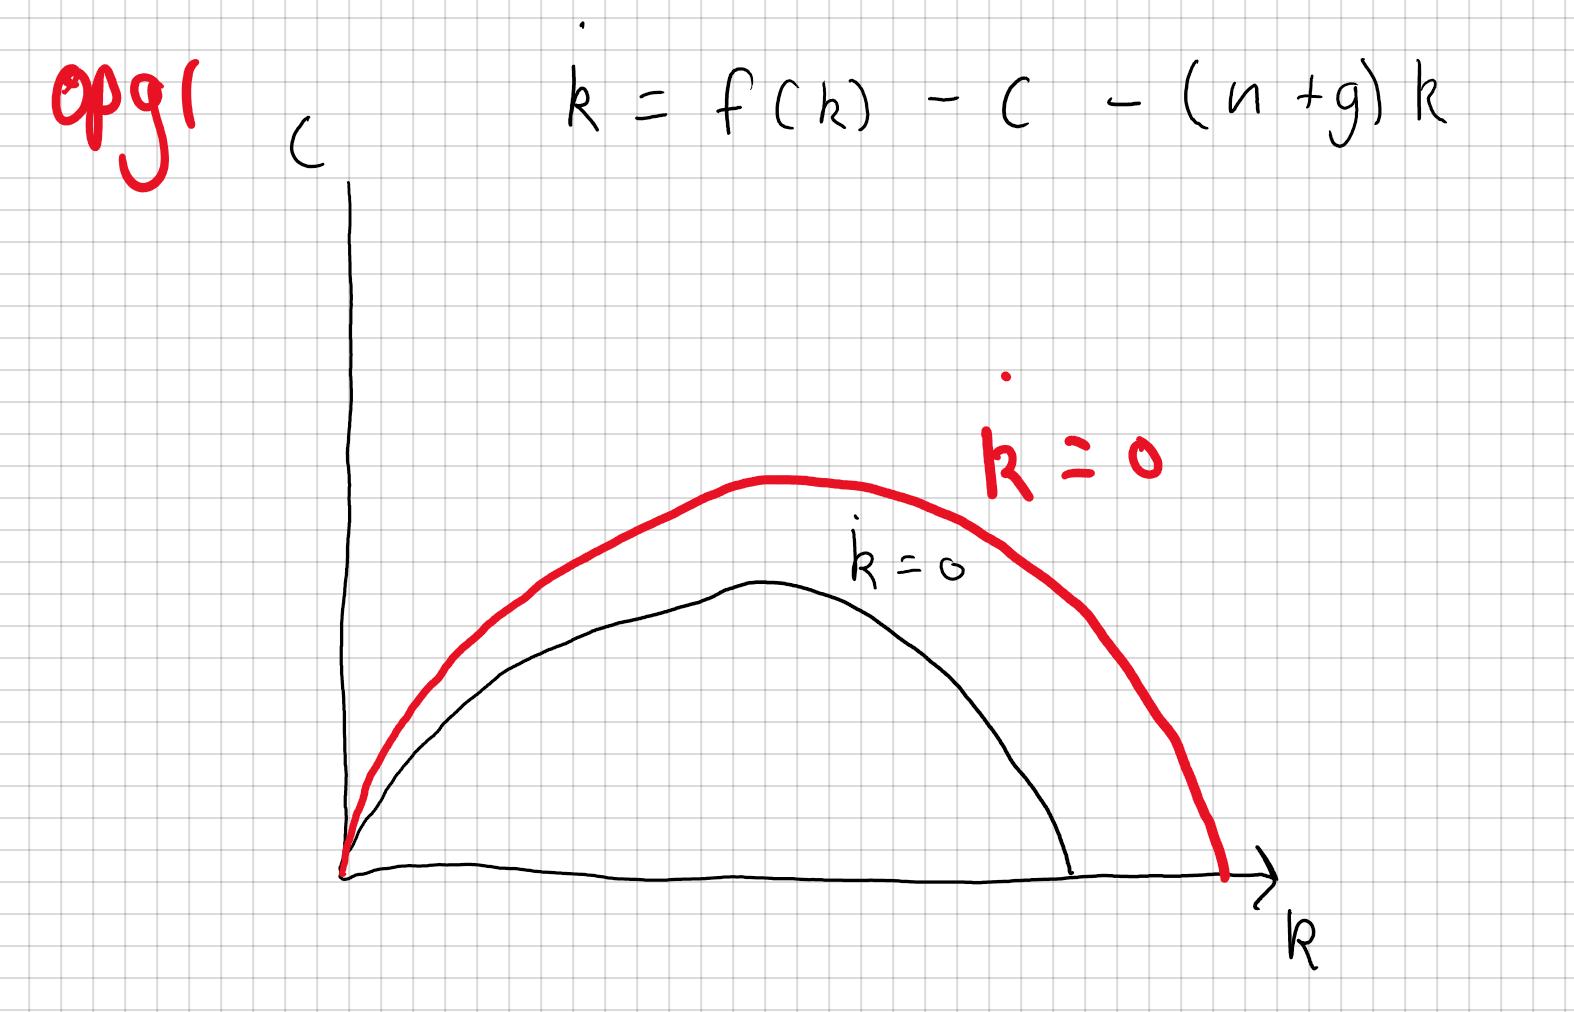 opg1
k̇ = f(k) - c - (n+g)k
c
k̇ = 0
k̇ = 0
k